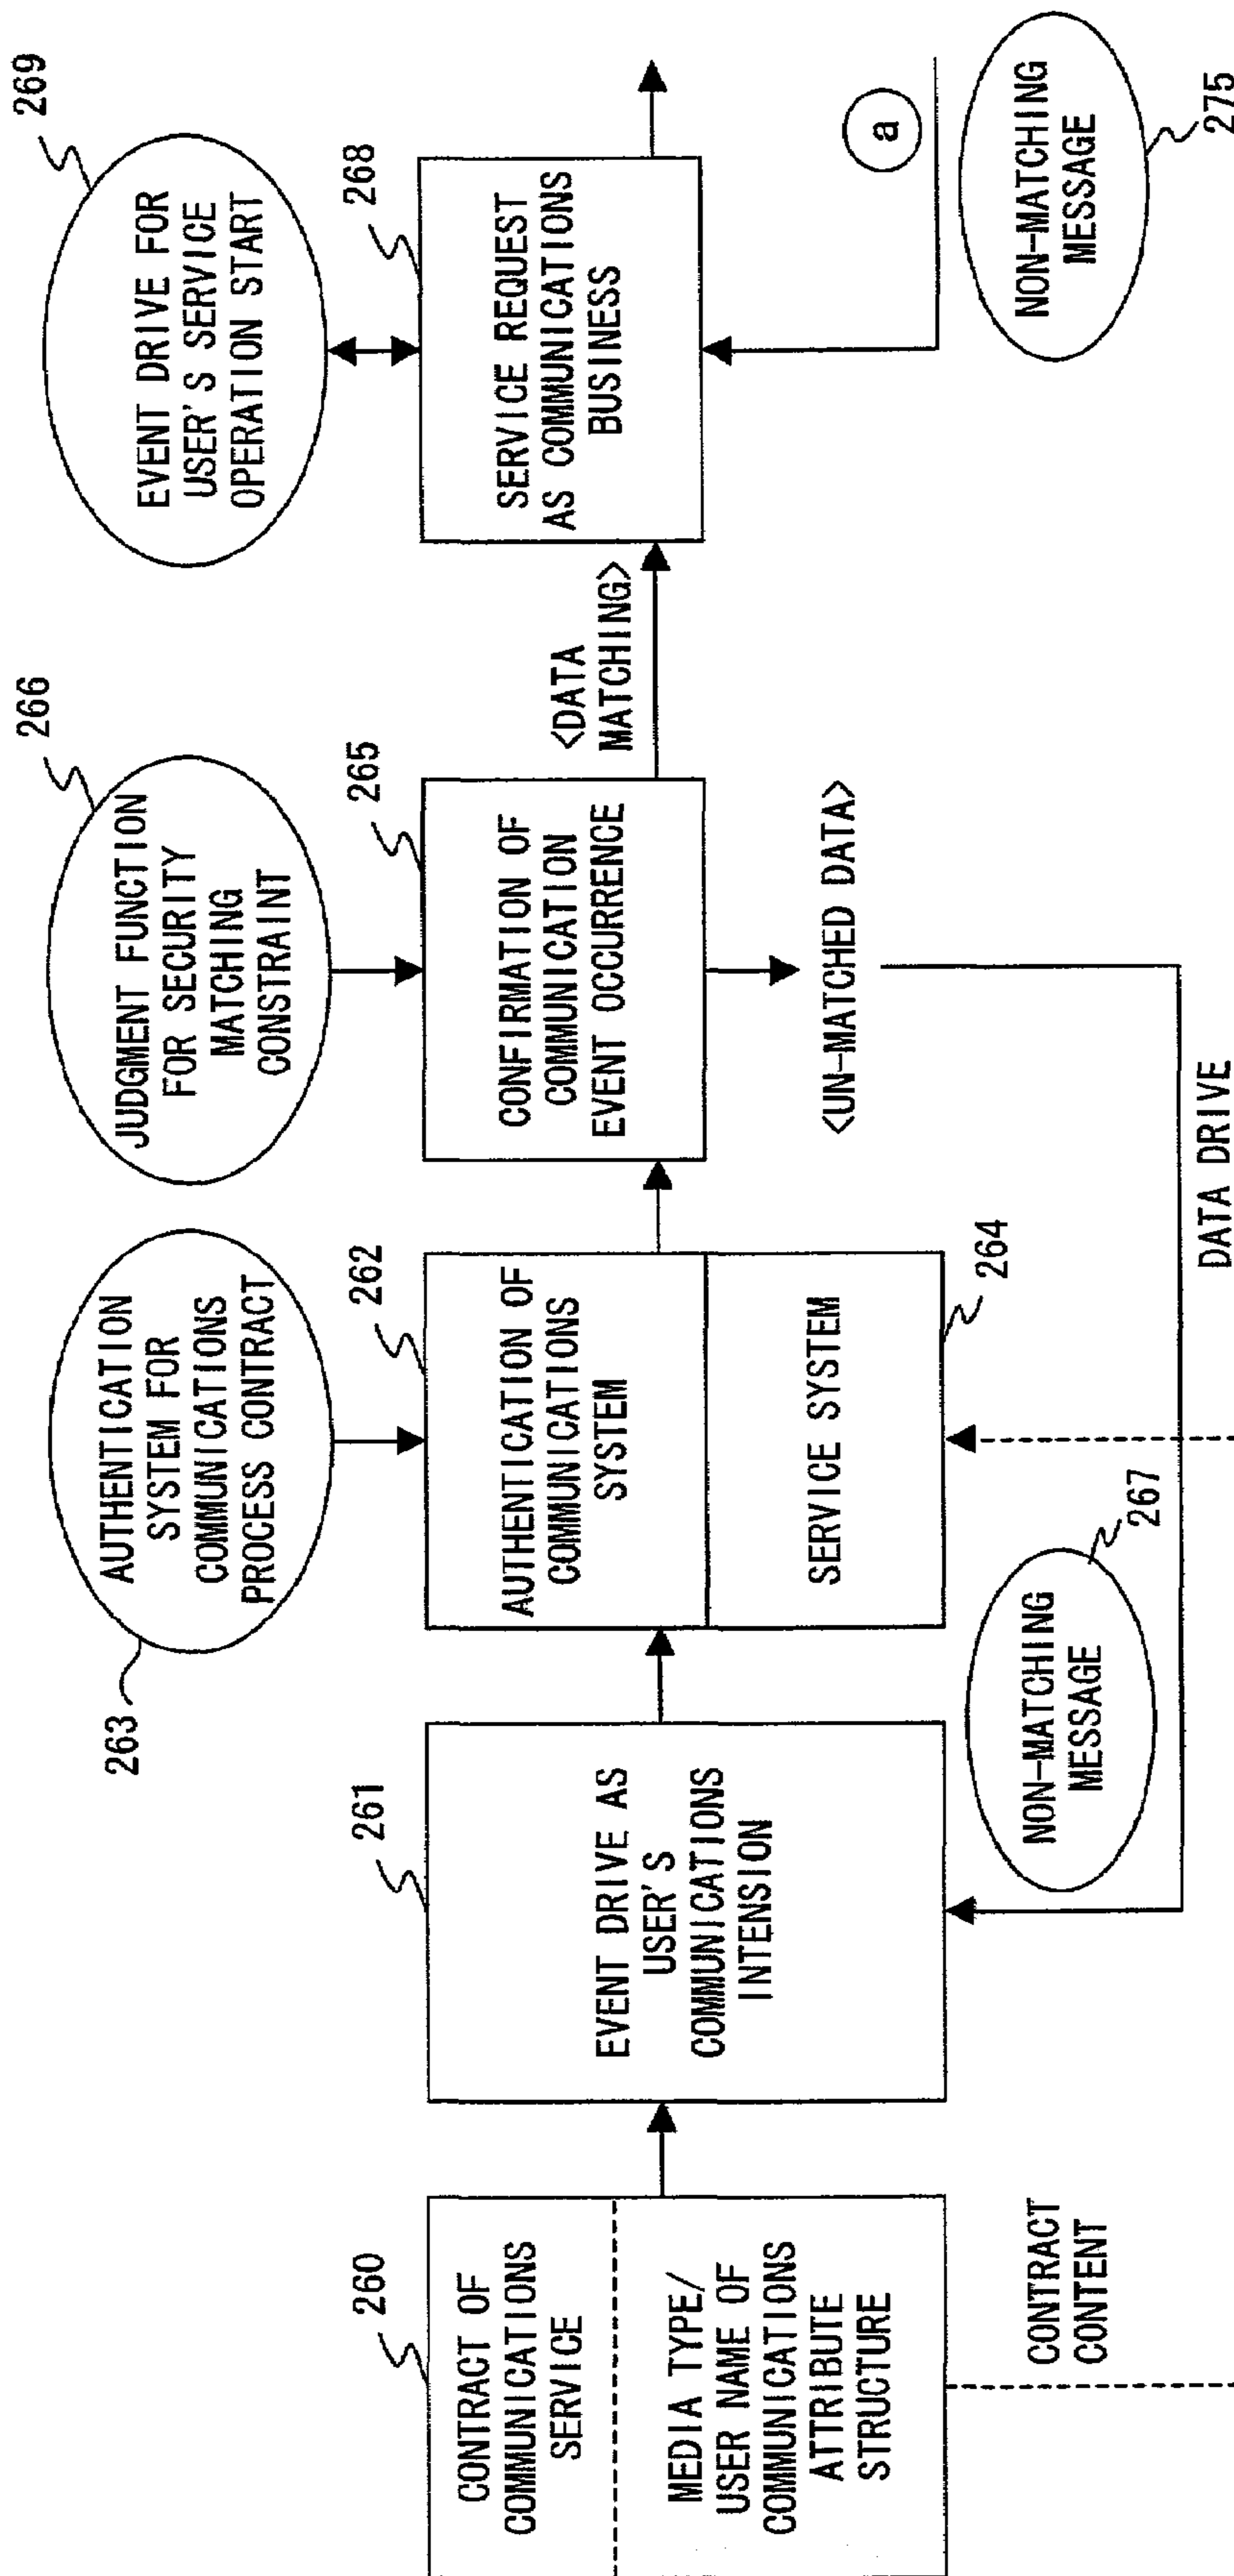 260
CONTRACT OF
COMMUNICATIONS
SERVICE
MEDIA TYPE/
USER NAME OF
COMMUNICATIONS
ATTRIBUTE
STRUCTURE
CONTRACT
CONTENT
261
EVENT DRIVE AS
USER'S
COMMUNICATIONS
INTENSION
263
AUTHENTICATION
SYSTEM FOR
COMMUNICATIONS
PROCESS CONTRACT
262
AUTHENTICATION OF
COMMUNICATIONS
SYSTEM
SERVICE SYSTEM
264
NON-MATCHING
MESSAGE
267
DATA DRIVE
266
JUDGMENT FUNCTION
FOR SECURITY
MATCHING
CONSTRAINT
265
CONFIRMATION OF
COMMUNICATION
EVENT OCCURRENCE
<UN-MATCHED DATA>
<DATA
MATCHING>
269
EVENT DRIVE FOR
USER'S SERVICE
OPERATION START
268
SERVICE REQUEST
AS COMMUNICATIONS
BUSINESS
a
NON-MATCHING
MESSAGE
275